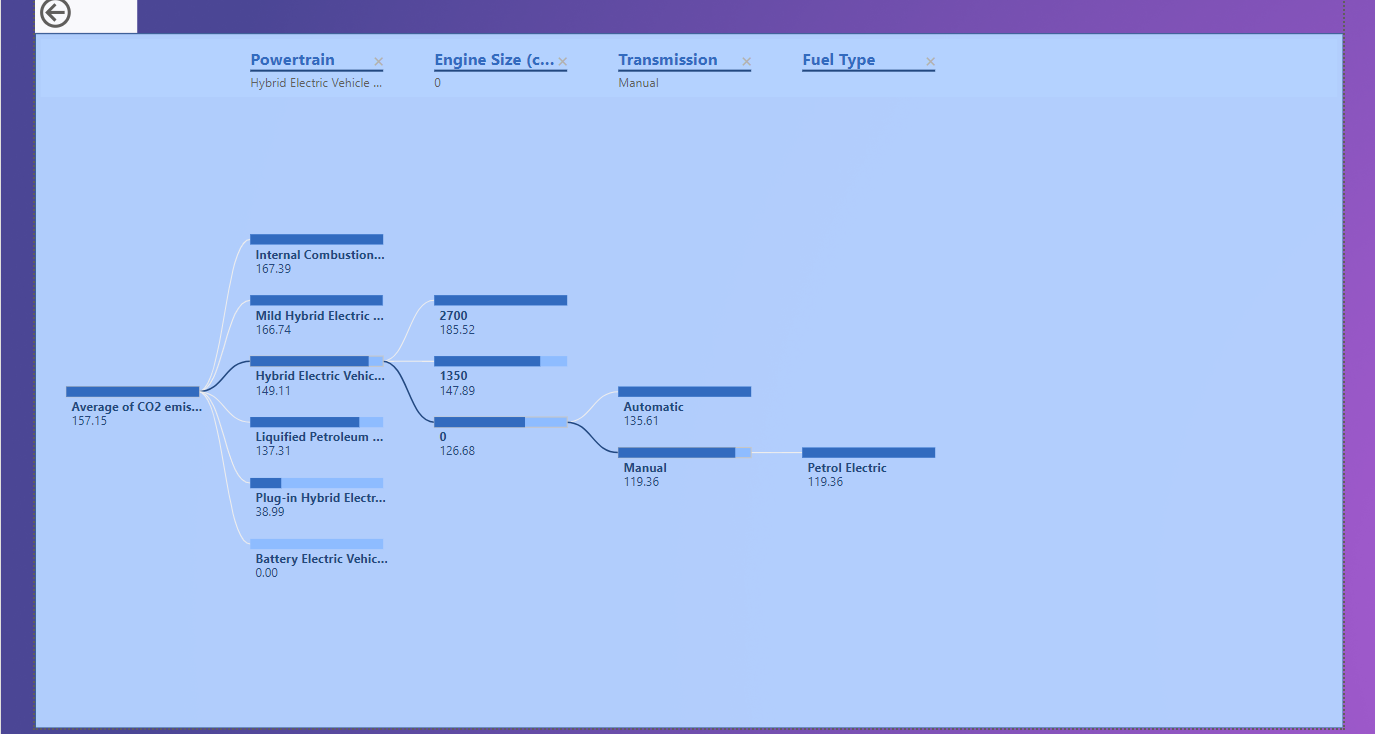 Powertrain
Engine Size (c...
Transmission
Fuel Type
Hybrid Electric Vehicle ...
0
Manual
Internal Combustion...
167.39
Mild Hybrid Electric ...
166.74
2700
185.52
Hybrid Electric Vehic...
149.11
1350
147.89
Average of CO2 emis...
157.15
Automatic
135.61
Liquified Petroleum ...
137.31
0
126.68
Manual
119.36
Petrol Electric
119.36
Plug-in Hybrid Electr...
38.99
Battery Electric Vehic...
0.00